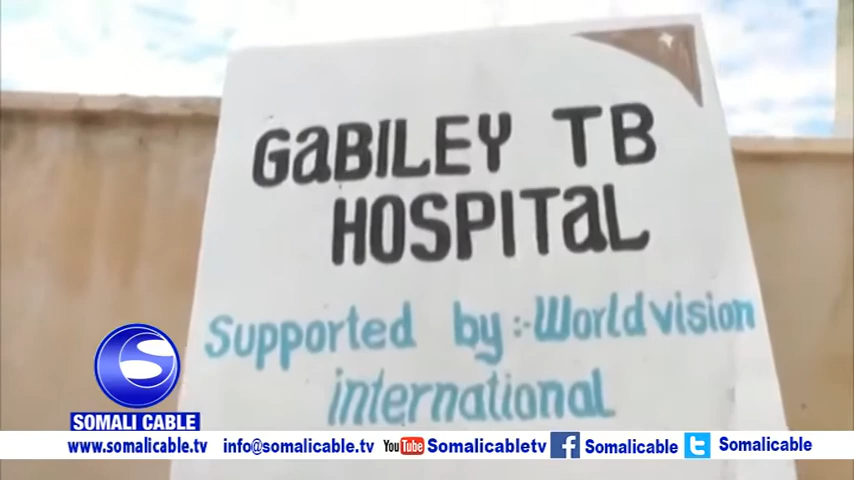 GaBILEY TB
HOSPITaL
Supported by:-Worldvision
international
S
SOMALI CABLE
www.somalicable.tv info@somalicable.tv YouTube Somalicabletv f Somalicable Somalicable